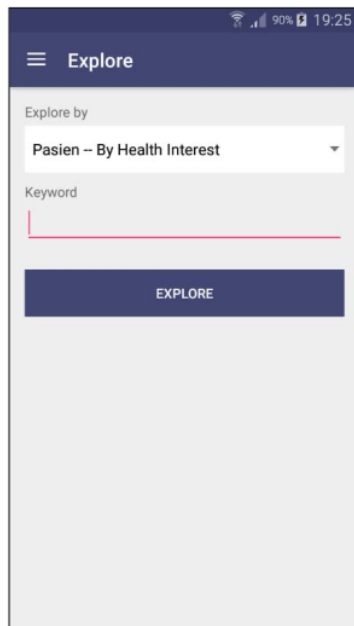 90% 19:25
Explore
Explore by
Pasien -- By Health Interest
Keyword
EXPLORE